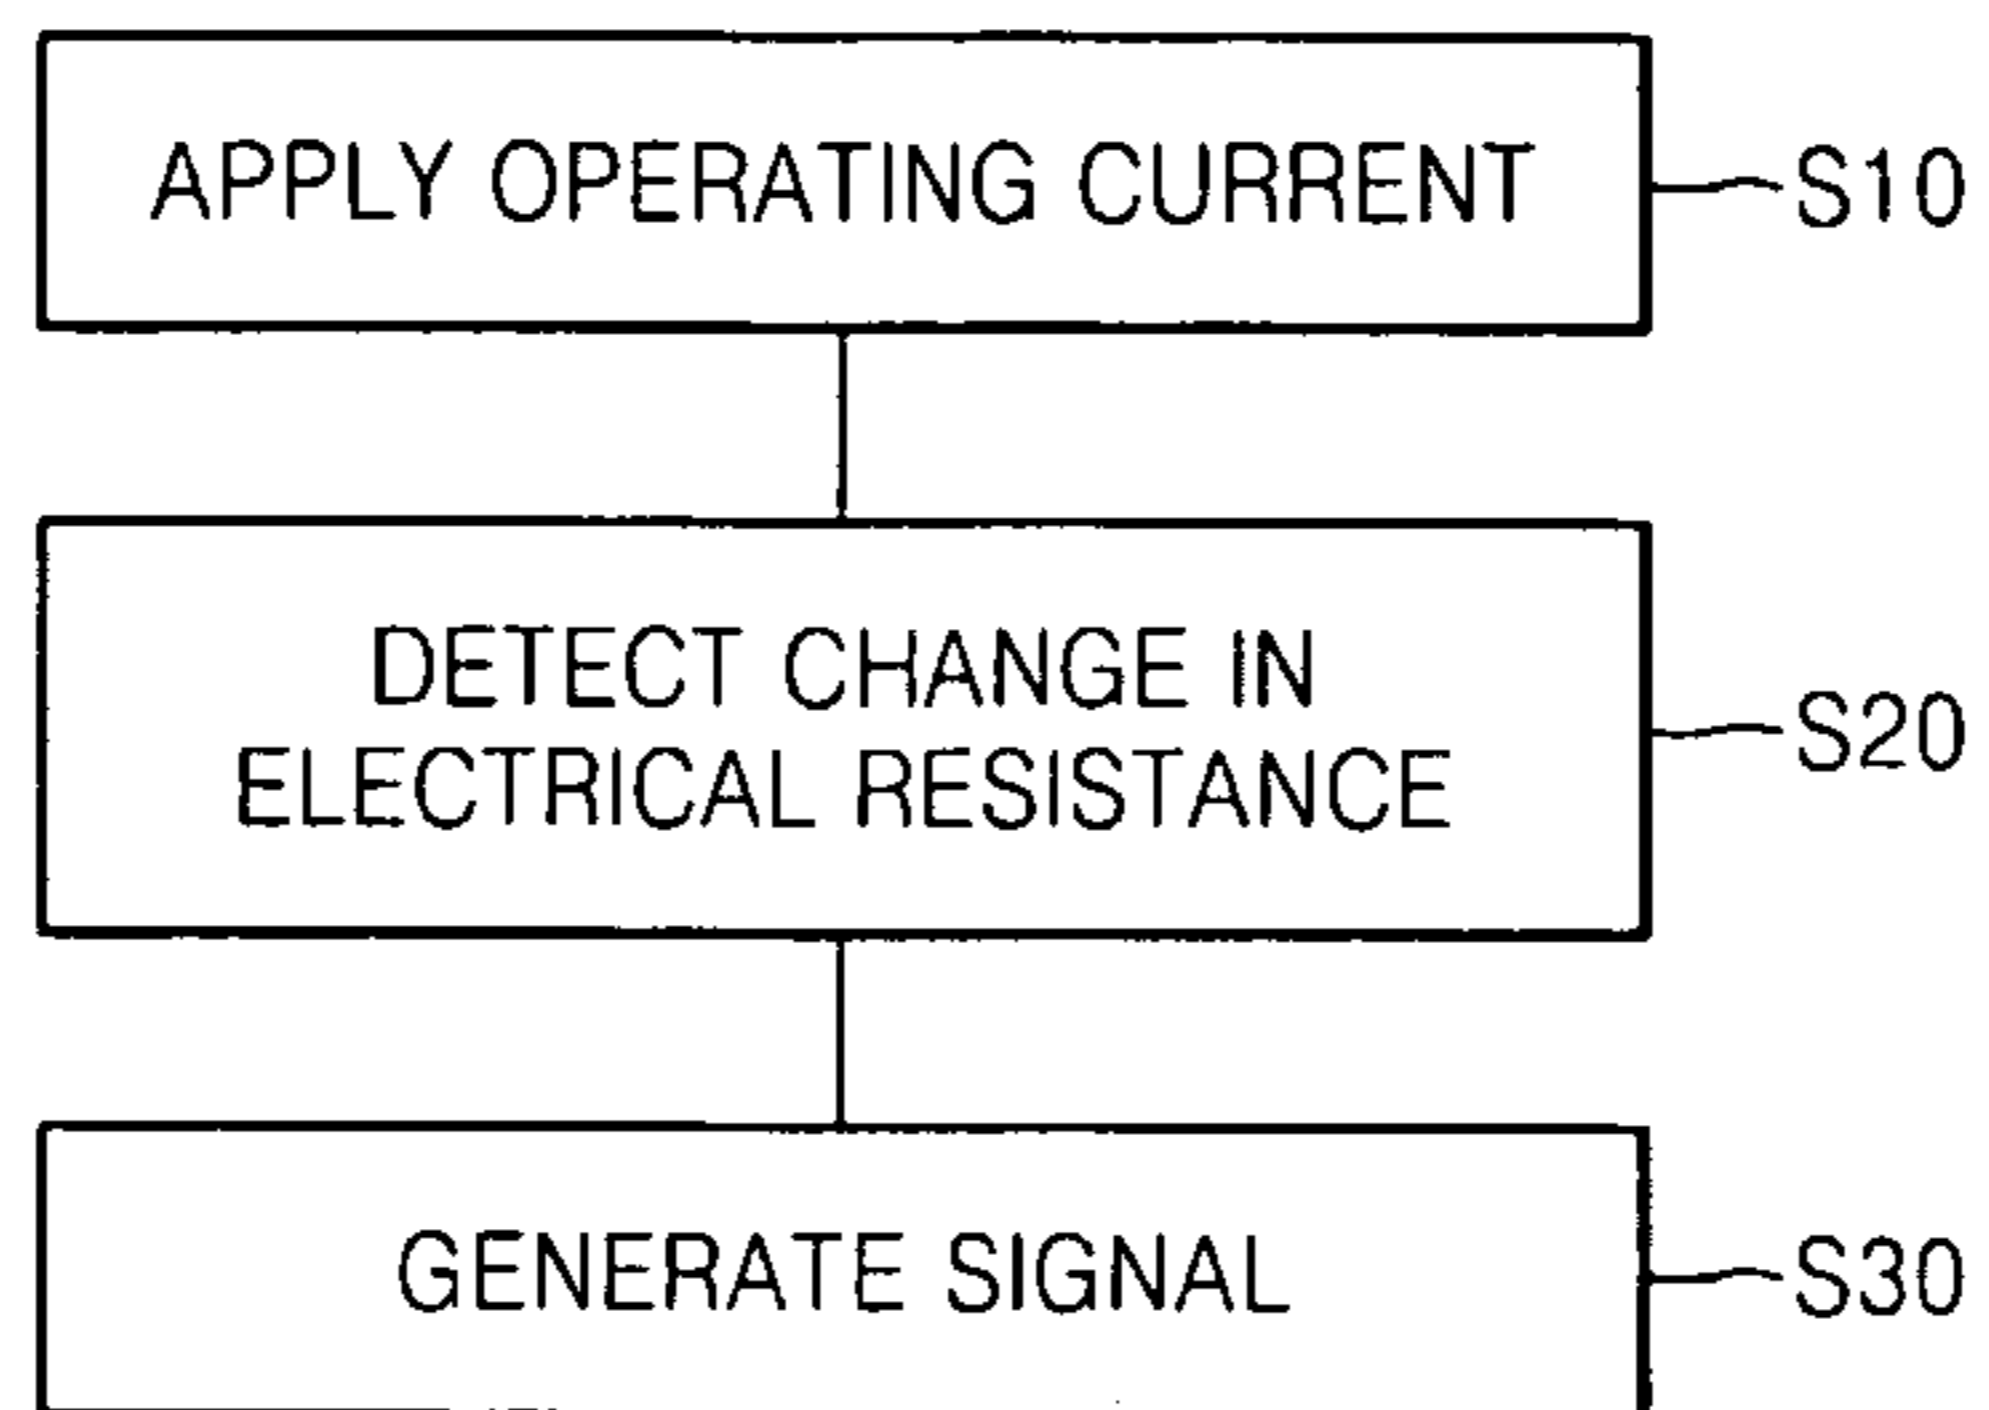 APPLY OPERATING CURRENT
S10
DETECT CHANGE IN
ELECTRICAL RESISTANCE
S20
GENERATE SIGNAL
S30